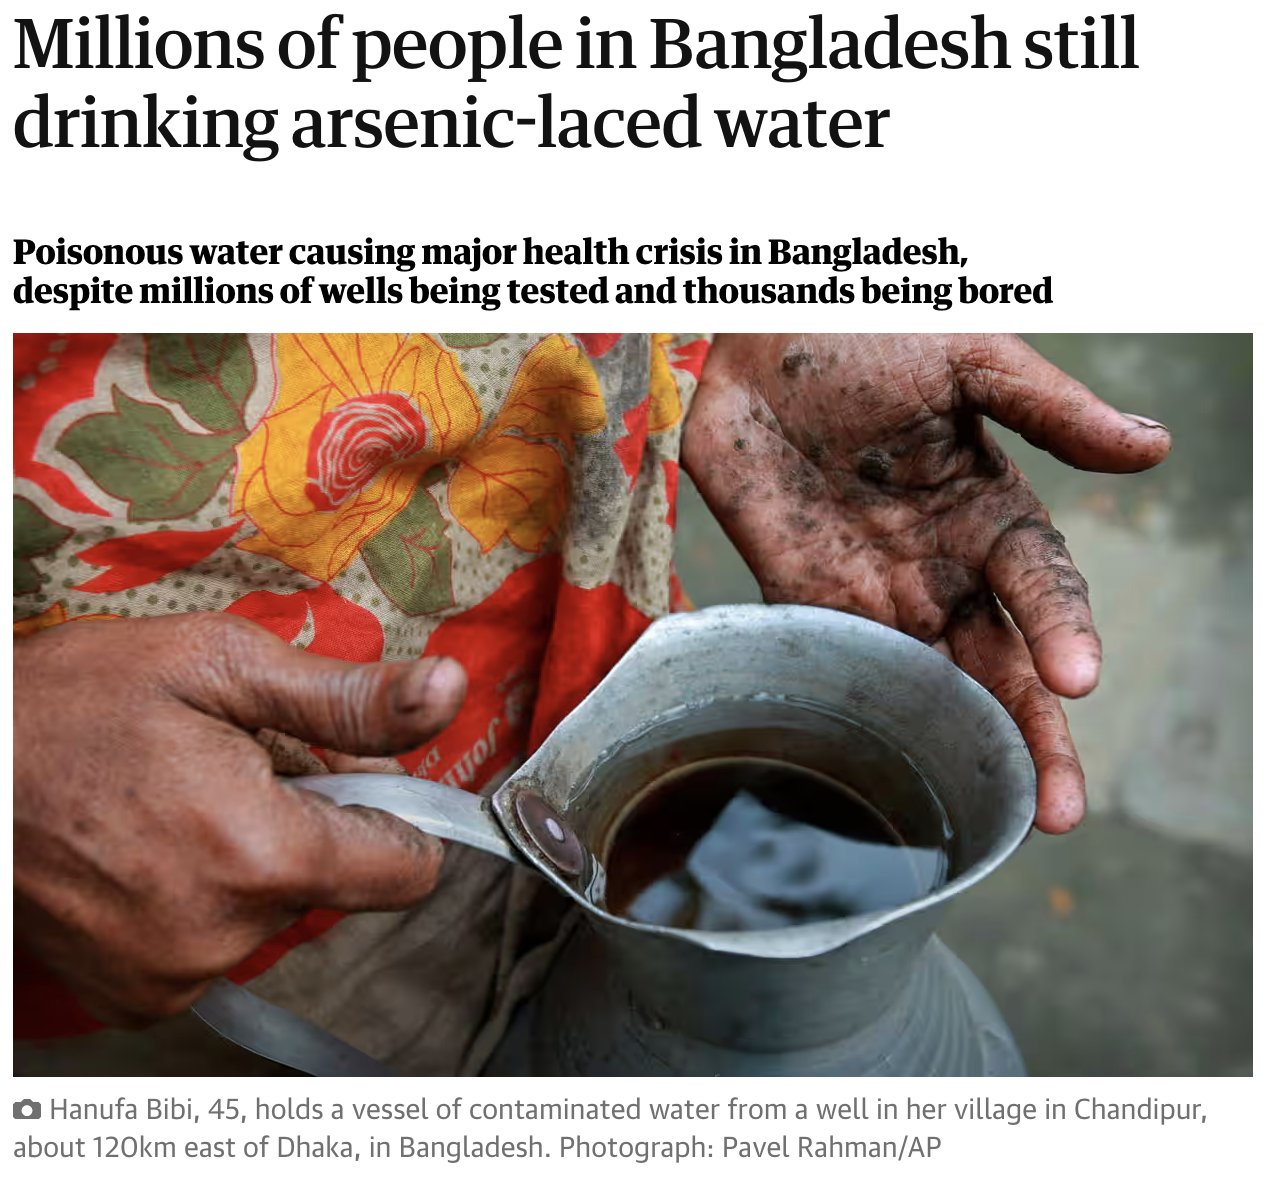 Millions of people in Bangladesh still
drinking arsenic-laced water
Poisonous water causing major health crisis in Bangladesh,
despite millions of wells being tested and thousands being bored
Hanufa Bibi, 45, holds a vessel of contaminated water from a well in her village in Chandipur,
about 120km east of Dhaka, in Bangladesh. Photograph: Pavel Rahman/AP